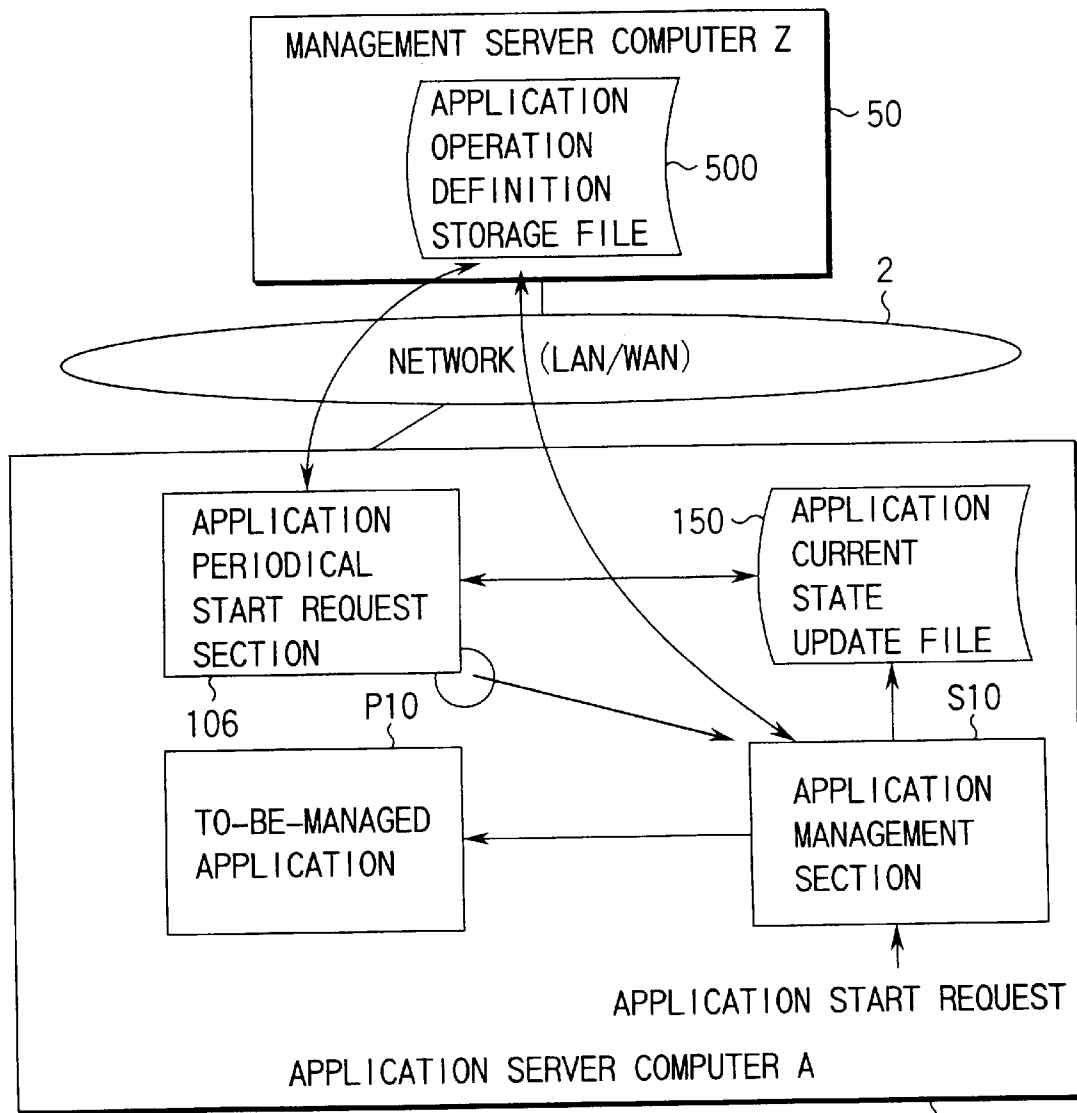 MANAGEMENT SERVER COMPUTER Z
APPLICATION
OPERATION
DEFINITION
STORAGE FILE
50
500
2
NETWORK (LAN/WAN)
APPLICATION
PERIODICAL
START REQUEST
SECTION
106
150
APPLICATION
CURRENT
STATE
UPDATE FILE
P10
S10
TO-BE-MANAGED
APPLICATION
APPLICATION
MANAGEMENT
SECTION
APPLICATION START REQUEST
APPLICATION SERVER COMPUTER A